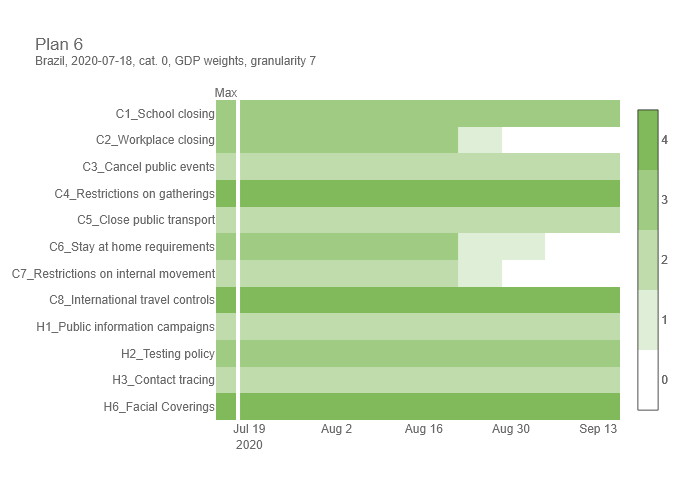 Plan 6
Brazil, 2020-07-18, cat. 0, GDP weights, granularity 7
Max
C1_School closing
C2_Workplace closing
C3_Cancel public events
C4_Restrictions on gatherings
C5_Close public transport
C6_Stay at home requirements
C7_Restrictions on internal movement
C8_International travel controls
H1_Public information campaigns
H2_Testing policy
H3_Contact tracing
H6_Facial Coverings
Jul 19 Aug 2 Aug 16 Aug 30 Sep 13
2020
4
3
2
1
0